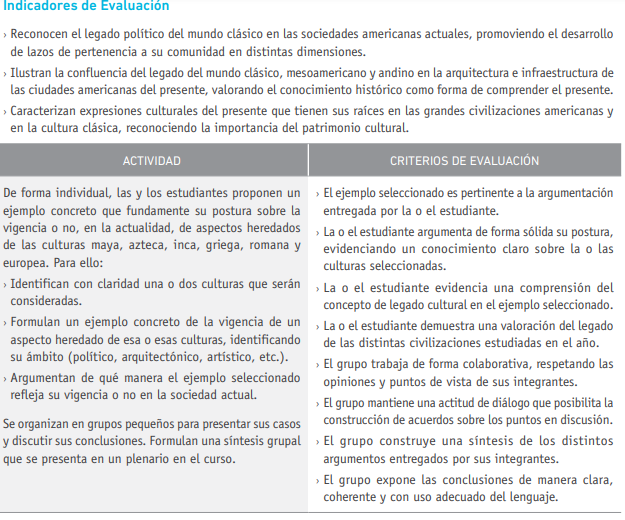 Indicadores de Evaluación
› Reconocen el legado político del mundo clásico en las sociedades americanas actuales, promoviendo el desarrollo
de lazos de pertenencia a su comunidad en distintas dimensiones.
› Ilustran la confluencia del legado del mundo clásico, mesoamericano y andino en la arquitectura e infraestructura de
las ciudades americanas del presente, valorando el conocimiento histórico como forma de comprender el presente.
› Caracterizan expresiones culturales del presente que tienen sus raíces en las grandes civilizaciones americanas y
en la cultura clásica, reconociendo la importancia del patrimonio cultural.
ACTIVIDAD
De forma individual, las y los estudiantes proponen un
ejemplo concreto que fundamente su postura sobre la
vigencia o no, en la actualidad, de aspectos heredados
de las culturas maya, azteca, inca, griega, romana y
europea. Para ello:
› Identifican con claridad una o dos culturas que serán
consideradas.
› Formulan un ejemplo concreto de la vigencia de un
aspecto heredado de esa o esas culturas, identificando
su ámbito (político, arquitectónico, artístico, etc.).
› Argumentan de qué manera el ejemplo seleccionado
refleja su vigencia o no en la sociedad actual.
Se organizan en grupos pequeños para presentar sus casos
y discutir sus conclusiones. Formulan una síntesis grupal
que se presenta en un plenario en el curso.
CRITERIOS DE EVALUACIÓN
› El ejemplo seleccionado es pertinente a la argumentación
entregada por la o el estudiante.
› La o el estudiante argumenta de forma sólida su postura,
evidenciando un conocimiento claro sobre la o las
culturas seleccionadas.
› La o el estudiante evidencia una comprensión del
concepto de legado cultural en el ejemplo seleccionado.
› La o el estudiante demuestra una valoración del legado
de las distintas civilizaciones estudiadas en el año.
› El grupo trabaja de forma colaborativa, respetando las
opiniones y puntos de vista de sus integrantes.
› El grupo mantiene una actitud de diálogo que posibilita la
construcción de acuerdos sobre los puntos en discusión.
› El grupo construye una síntesis de los distintos
argumentos entregados por sus integrantes.
› El grupo expone las conclusiones de manera clara,
coherente y con uso adecuado del lenguaje.